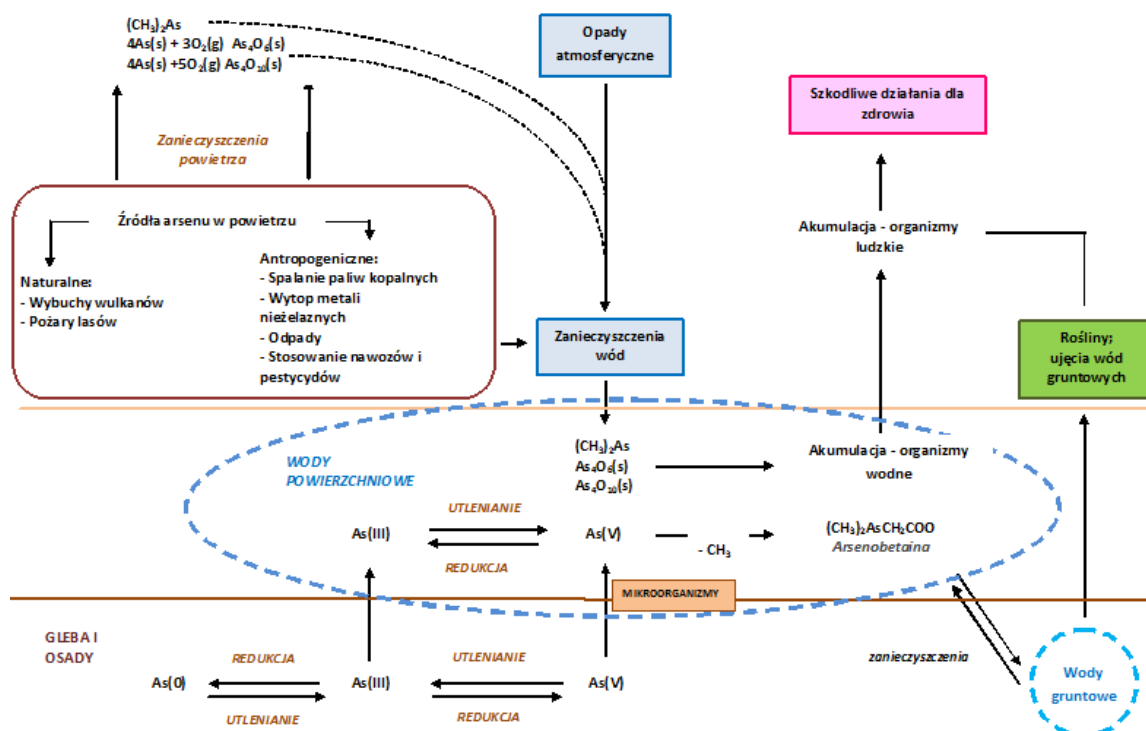 (CH₃)₂As
4As(s) + 3O₂(g) As₄O₆(s)
4As(s) +5O₂(g) As₄O₁₀(s)
Opady
atmosferyczne
Szkodliwe działania dla
zdrowia
Zanieczyszczenia
powietrza
Źródła arsenu w powietrzu
Naturalne:
- Wybuchy wulkanów
- Pożary lasów
Antropogeniczne:
- Spalanie paliw kopalnych
- Wytop metali
nieżelaznych
- Odpady
- Stosowanie nawozów i
pestycydów
Akumulacja - organizmy
ludzkie
Zanieczyszczenia
wód
Rośliny;
ujęcia wód
gruntowych
WODY
POWIERZCHNIOWE
(CH₃)₂As
As₄O₆(s)
As₄O₁₀(s)
Akumulacja - organizmy
wodne
As(III)
UTLENIANIE
REDUKCJA
As(V)
- CH₃
(CH₃)₂AsCH₂COO
Arsenobetaina
MIKROORGANIZMY
GLEBA I
OSADY
As(0)
REDUKCJA
UTLENIANIE
As(III)
UTLENIANIE
REDUKCJA
As(V)
zanieczyszczenia
Wody
gruntowe